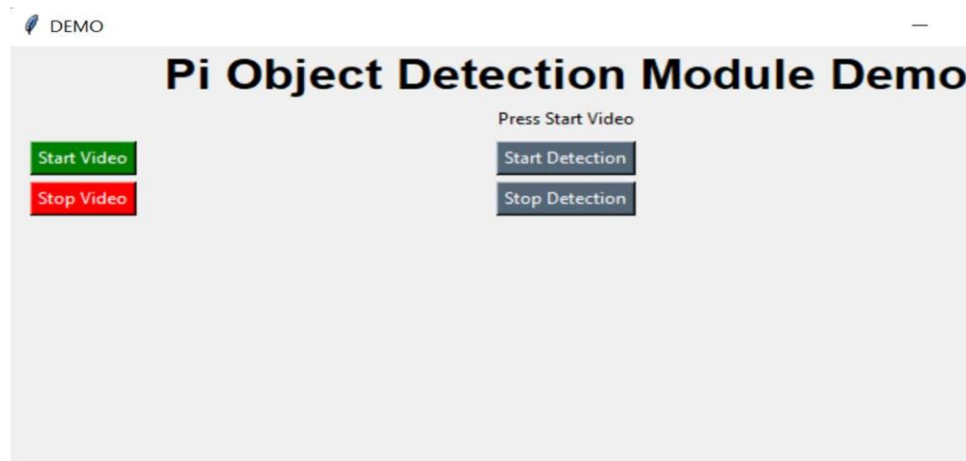 DEMO
Pi Object Detection Module Demo
Press Start Video
Start Video
Start Detection
Stop Video
Stop Detection